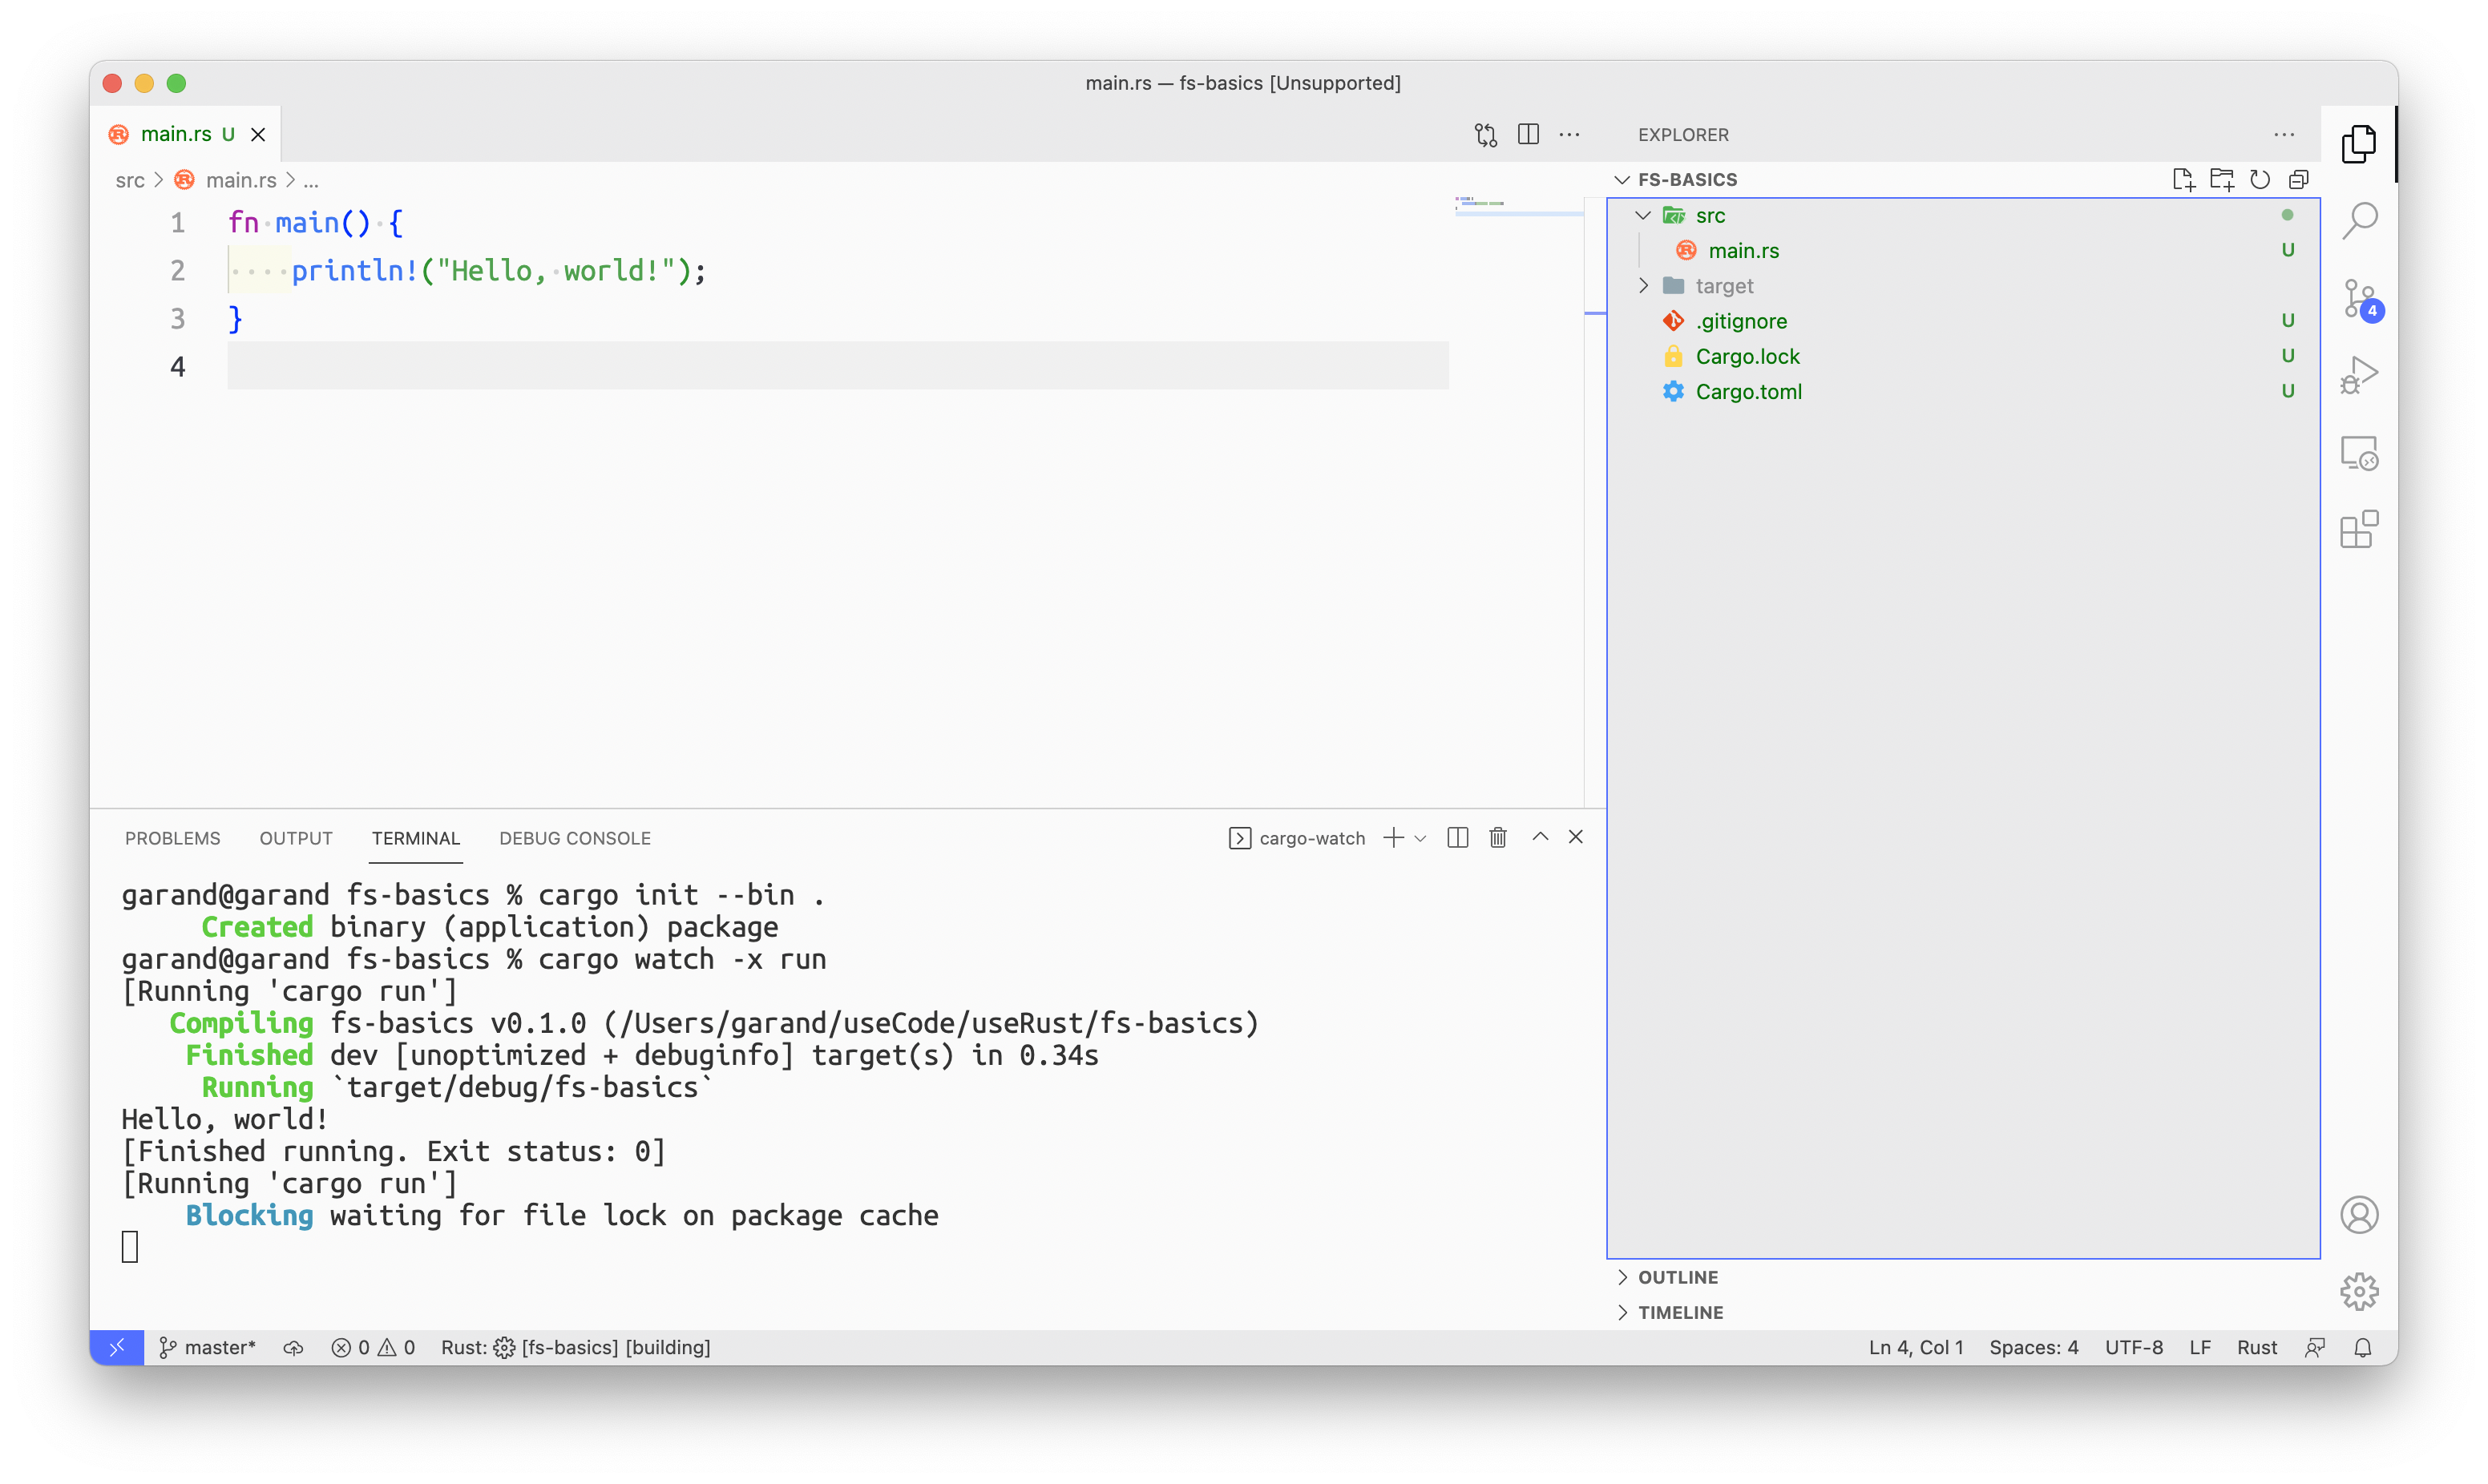 main.rs — fs-basics [Unsupported]
main.rs U
EXPLORER
src main.rs ...
FS-BASICS
1 fn main() {
2 println!("Hello, world!");
3 }
4
src
main.rs U
target
.gitignore U
Cargo.lock U
Cargo.toml U
4
PROBLEMS OUTPUT TERMINAL DEBUG CONSOLE
cargo-watch
garand@garand fs-basics % cargo init --bin .
Created binary (application) package
garand@garand fs-basics % cargo watch -x run
[Running 'cargo run']
Compiling fs-basics v0.1.0 (/Users/garand/useCode/useRust/fs-basics)
Finished dev [unoptimized + debuginfo] target(s) in 0.34s
Running `target/debug/fs-basics`
Hello, world!
[Finished running. Exit status: 0]
[Running 'cargo run']
Blocking waiting for file lock on package cache
OUTLINE
TIMELINE
master* 0 0 Rust: [fs-basics] [building] Ln 4, Col 1 Spaces: 4 UTF-8 LF Rust